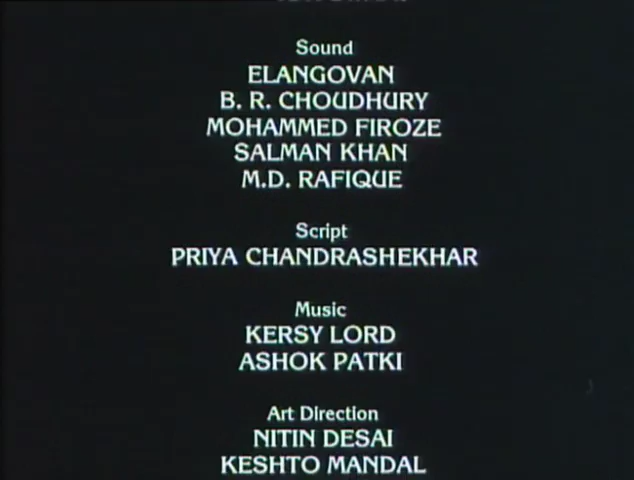 Sound
ELANGOVAN
B. R. CHOUDHURY
MOHAMMED FIROZE
SALMAN KHAN
M.D. RAFIQUE
Script
PRIYA CHANDRASHEKHAR
Music
KERSY LORD
ASHOK PATKI
Art Direction
NITIN DESAI
KESHTO MANDAL